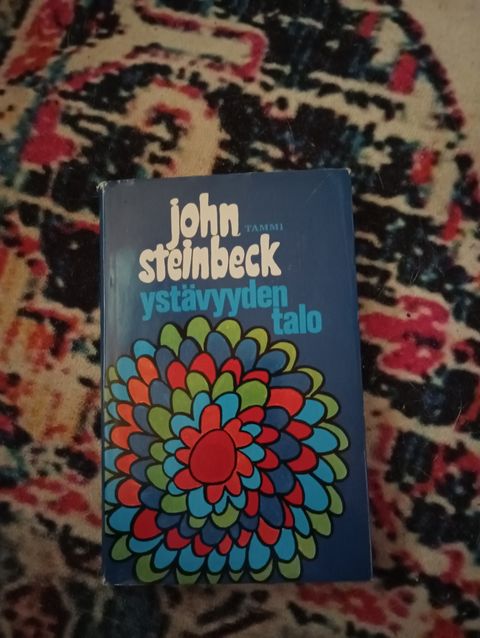 john
TAMMI
steinbeck
ystävyyden
talo